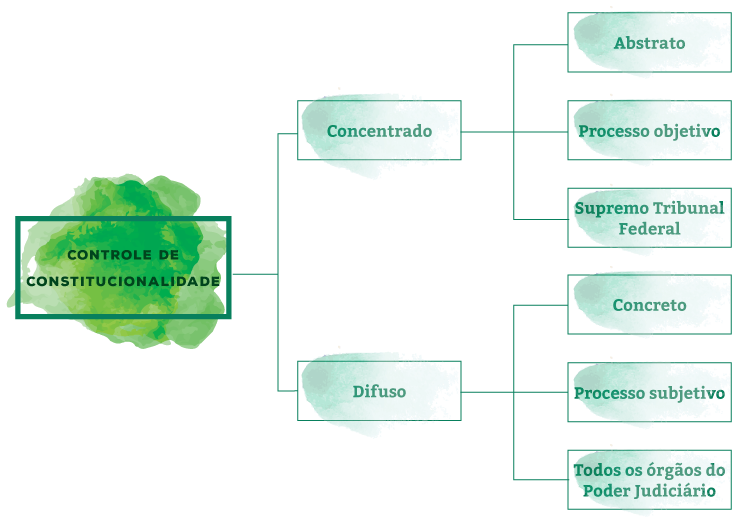 CONTROLE DE
CONSTITUCIONALIDADE
Concentrado
Abstrato
Processo objetivo
Supremo Tribunal
Federal
Difuso
Concreto
Processo subjetivo
Todos os órgãos do
Poder Judiciário